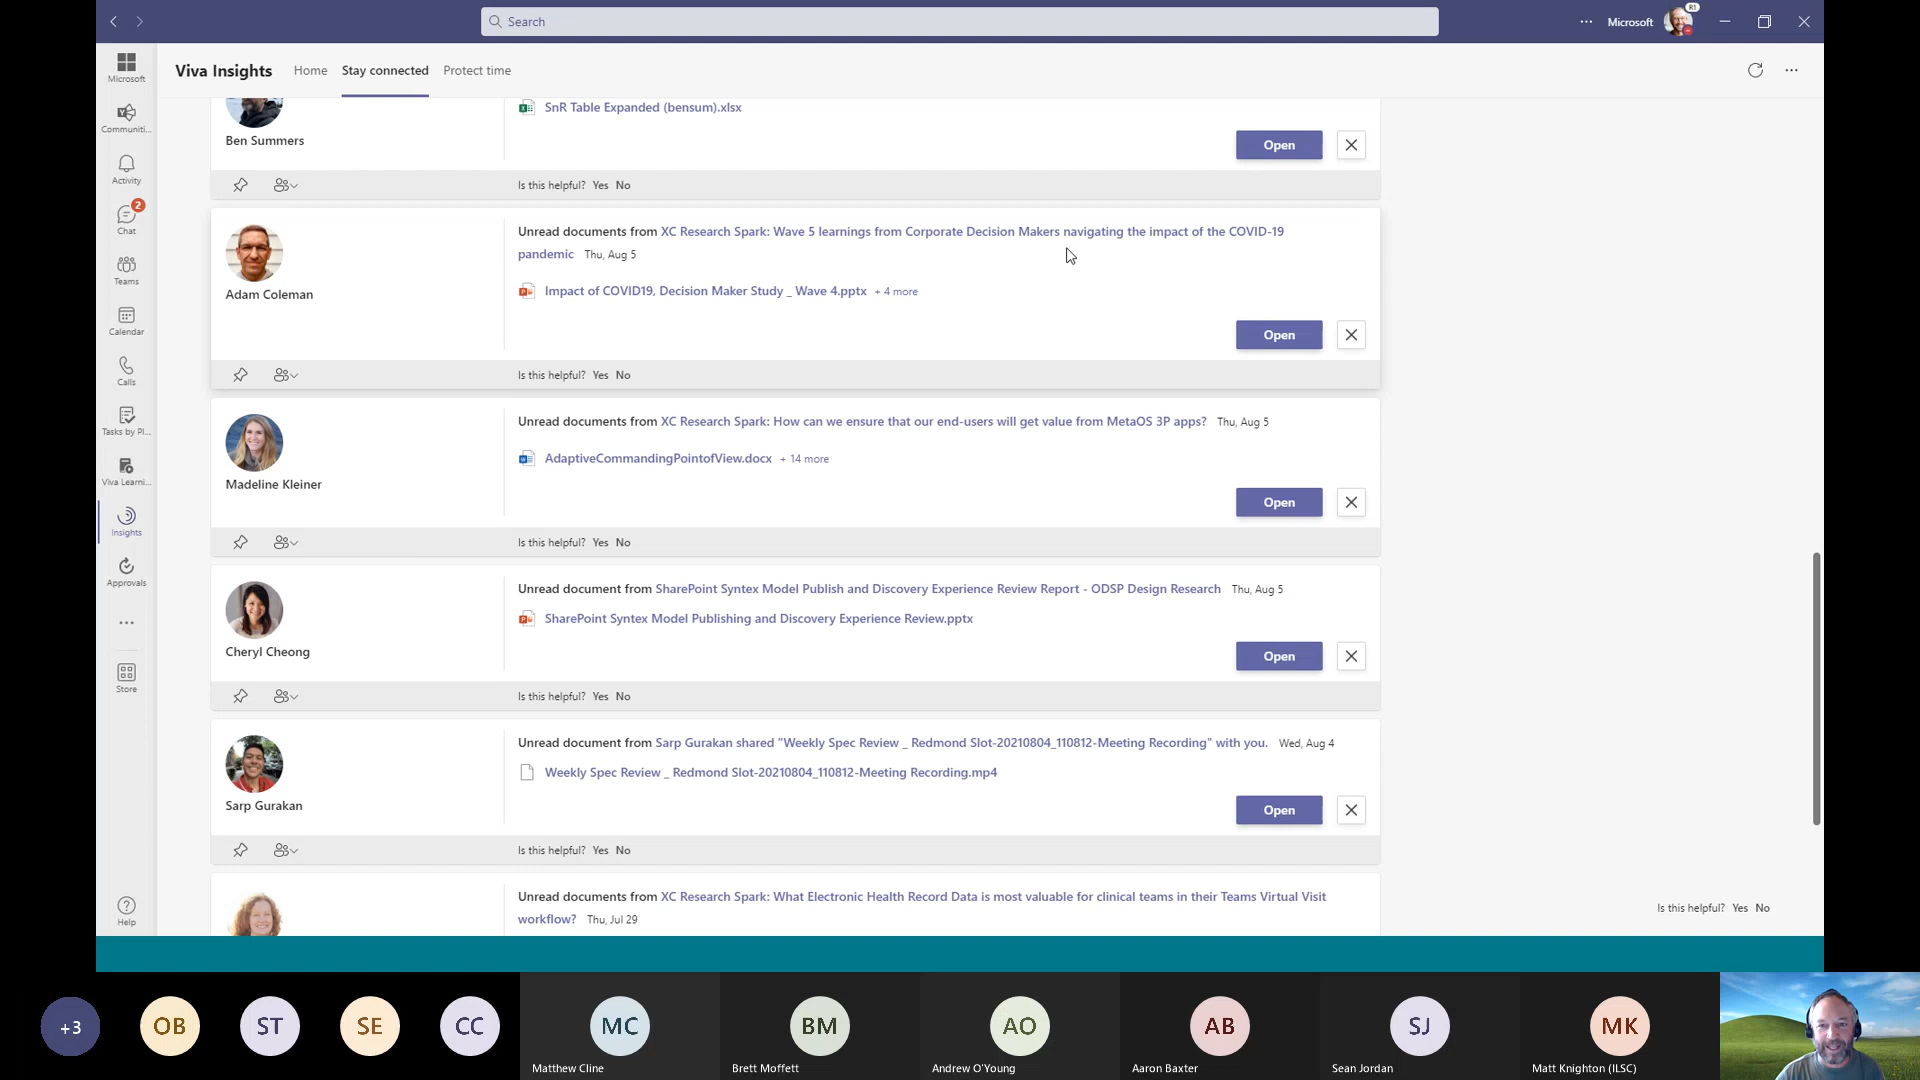 Search
Microsoft
R1
Microsoft
Communiti...
Activity
2
Chat
Teams
Calendar
Calls
Tasks by Pl...
Viva Learni...
Insights
Approvals
Store
Help
Viva Insights
Home
Stay connected
Protect time
Ben Summers
SnR Table Expanded (bensum).xlsx
Open
Is this helpful? Yes No
Adam Coleman
Unread documents from XC Research Spark: Wave 5 learnings from Corporate Decision Makers navigating the impact of the COVID-19
pandemic Thu, Aug 5
Impact of COVID19, Decision Maker Study _ Wave 4.pptx + 4 more
Open
Is this helpful? Yes No
Madeline Kleiner
Unread documents from XC Research Spark: How can we ensure that our end-users will get value from MetaOS 3P apps? Thu, Aug 5
AdaptiveCommandingPointofView.docx + 14 more
Open
Is this helpful? Yes No
Cheryl Cheong
Unread document from SharePoint Syntex Model Publish and Discovery Experience Review Report - ODSP Design Research Thu, Aug 5
SharePoint Syntex Model Publishing and Discovery Experience Review.pptx
Open
Is this helpful? Yes No
Sarp Gurakan
Unread document from Sarp Gurakan shared "Weekly Spec Review _ Redmond Slot-20210804_110812-Meeting Recording" with you. Wed, Aug 4
Weekly Spec Review _ Redmond Slot-20210804_110812-Meeting Recording.mp4
Open
Is this helpful? Yes No
Unread documents from XC Research Spark: What Electronic Health Record Data is most valuable for clinical teams in their Teams Virtual Visit
workflow? Thu, Jul 29
Is this helpful? Yes No
+3
OB
ST
SE
CC
MC
Matthew Cline
BM
Brett Moffett
AO
Andrew O'Young
AB
Aaron Baxter
SJ
Sean Jordan
MK
Matt Knighton (ILSC)